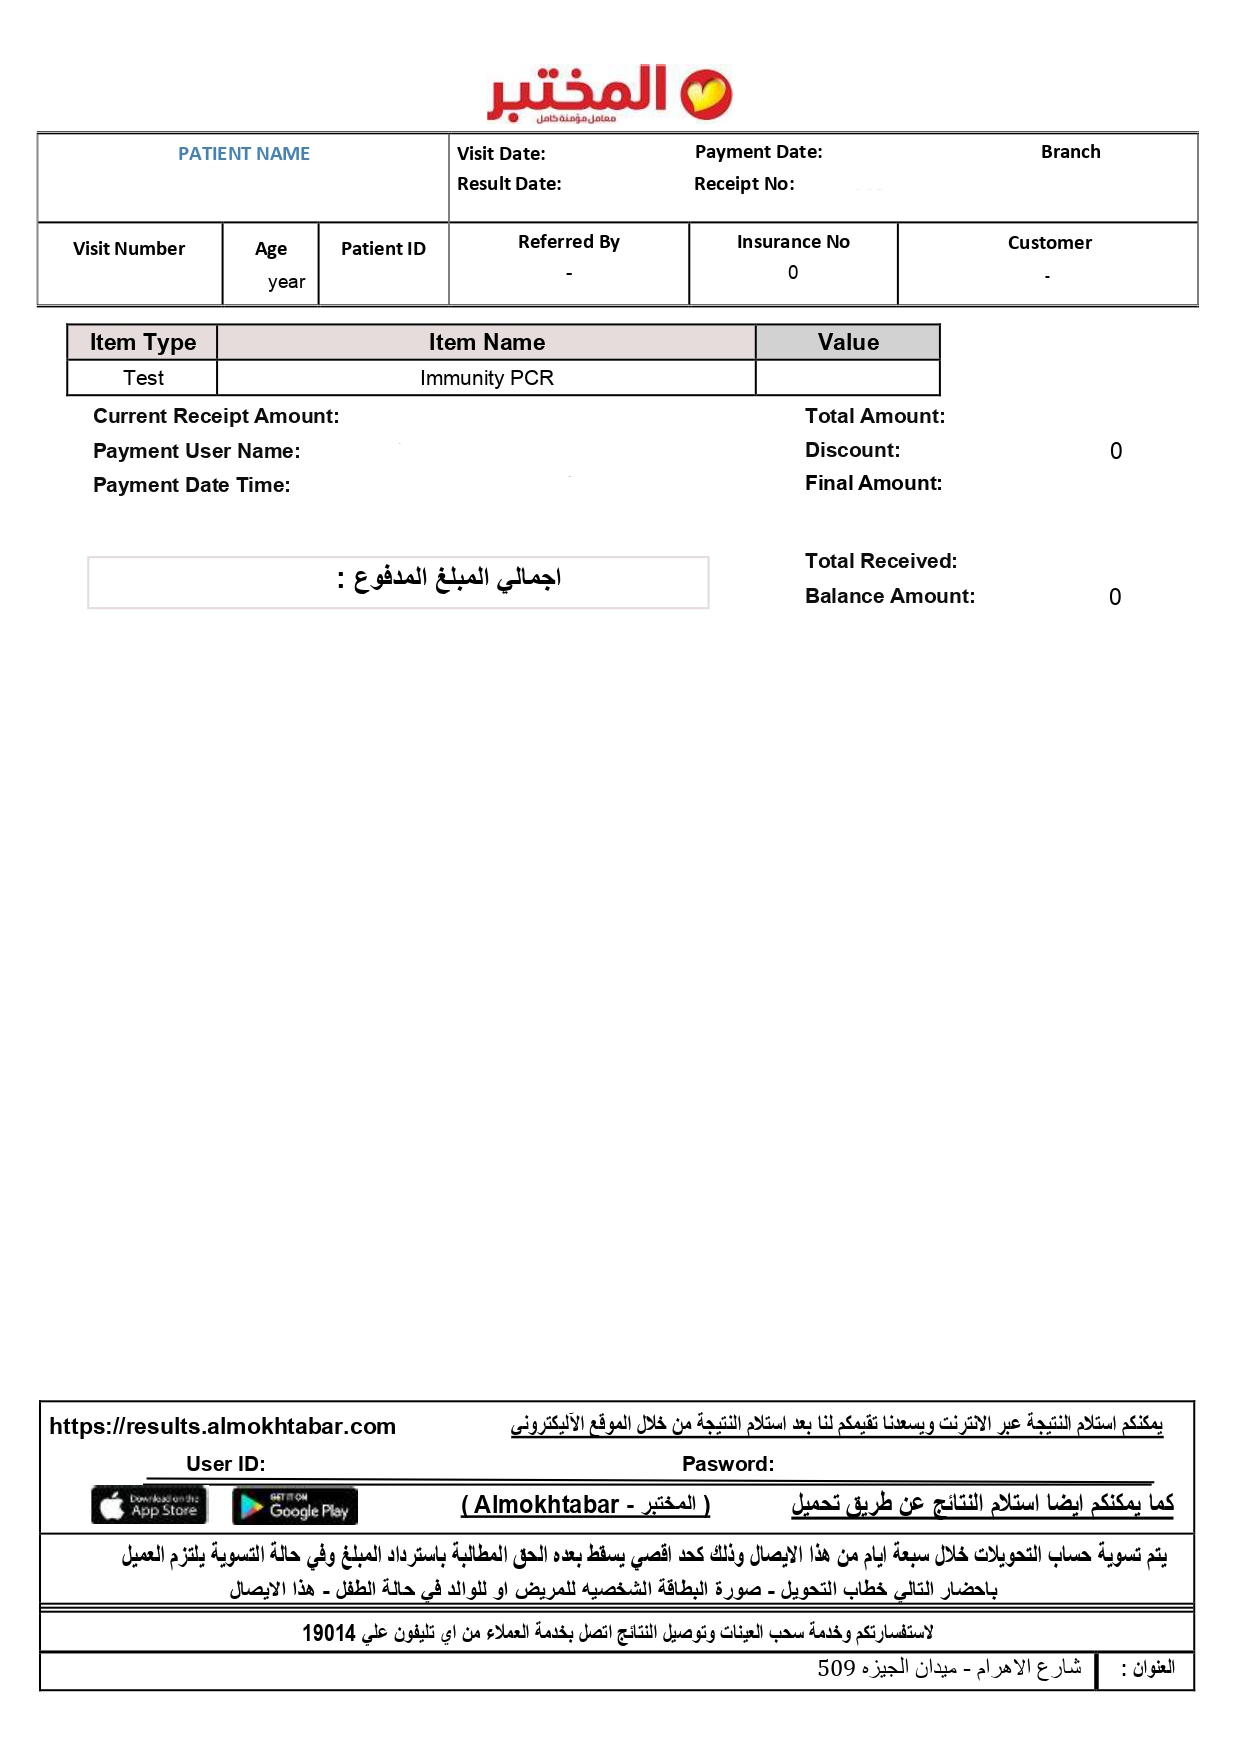 المختبر
معامل مؤمنة كامل
PATIENT NAME
Visit Date:
Payment Date:
Branch
Result Date:
Receipt No:
Visit Number
Age
year
Patient ID
Referred By
-
Insurance No
0
Customer
-
Item Type Item Name Value
Test Immunity PCR
Current Receipt Amount:
Total Amount:
Payment User Name:
Discount: 0
Payment Date Time:
Final Amount:
Total Received:
اجمالي المبلغ المدفوع :
Balance Amount: 0
يمكنكم استلام النتيجة عبر الانترنت ويسعدنا تقيمكم لنا بعد استلام النتيجة من خلال الموقع الآليكتروني
https://results.almokhtabar.com
User ID:
Pasword:
كما يمكنكم ايضا استلام النتائج عن طريق تحميل
( المختبر - Almokhtabar )
GET IT ON
Google Play
Download on the
App Store
يتم تسوية حساب التحويلات خلال سبعة ايام من هذا الايصال وذلك كحد اقصي يسقط بعده الحق المطالبة باسترداد المبلغ وفي حالة التسوية يلتزم العميل
باحضار التالي خطاب التحويل - صورة البطاقة الشخصيه للمريض او للوالد في حالة الطفل - هذا الايصال
لاستفساراتكم وخدمة سحب العينات وتوصيل النتائج اتصل بخدمة العملاء من اي تليفون علي 19014
العنوان :
شارع الاهرام - ميدان الجيزه 509